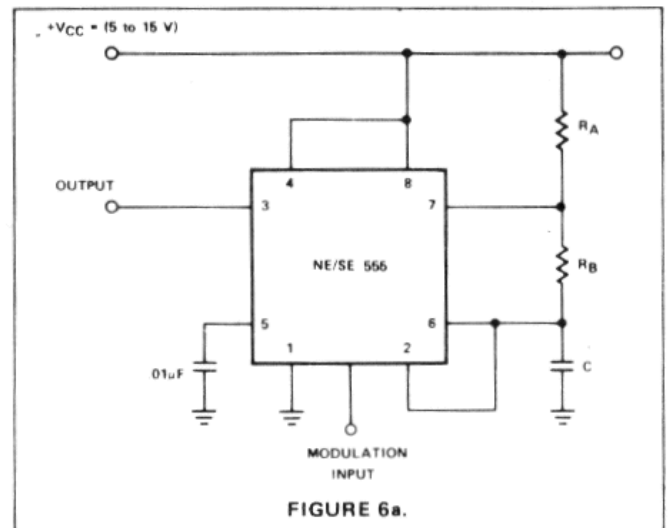 +VCC = (5 to 15 V)
RA
4
8
OUTPUT
3
7
NE/SE 555
RB
5
6
1
2
01µF
C
MODULATION
INPUT
FIGURE 6a.